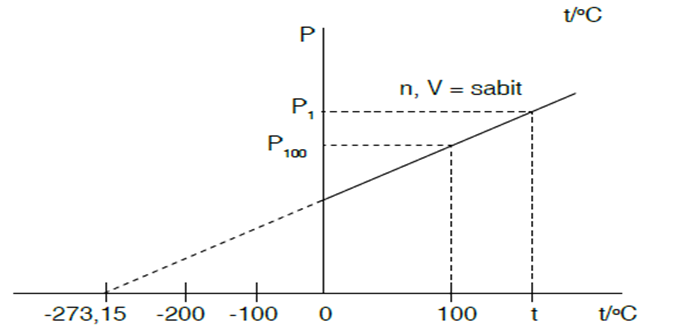 t/°C
P
n, V = sabit
P₁
P₁₀₀
-273,15 -200 -100 0 100 t t/°C